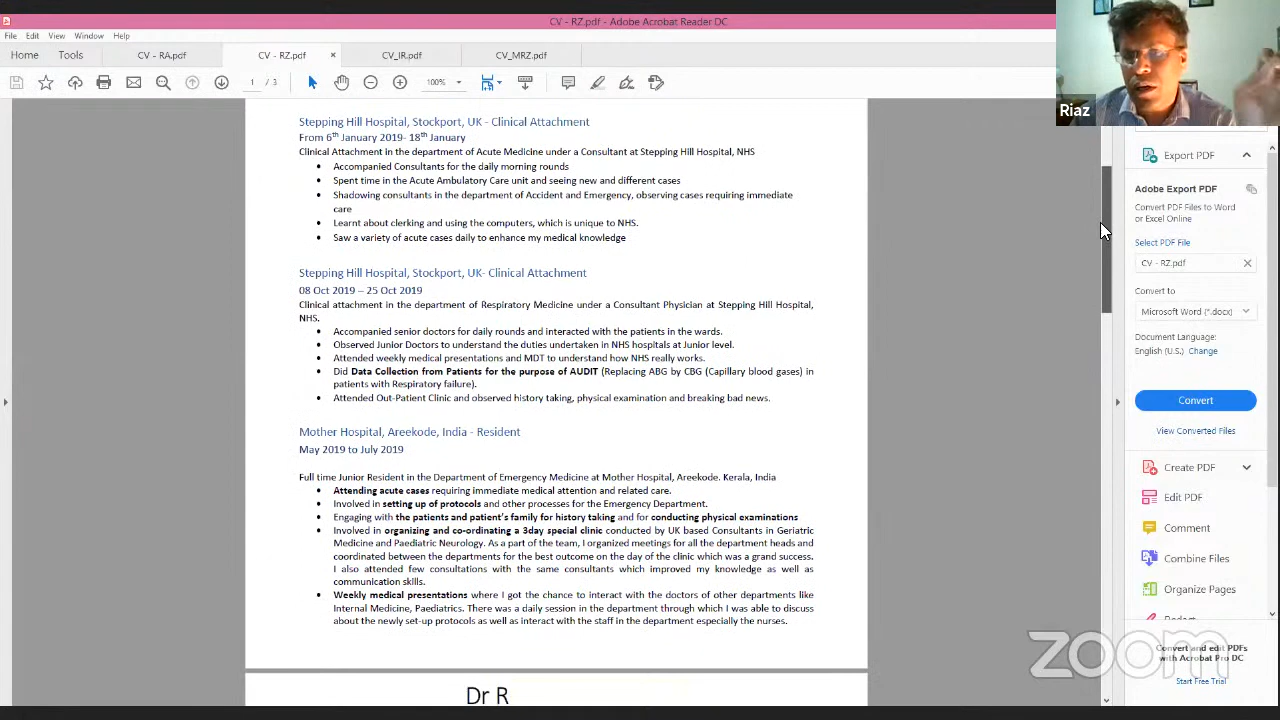 CV - RZ.pdf - Adobe Acrobat Reader DC
File Edit View Window Help
Home Tools CV - RA.pdf CV - RZ.pdf × CV_IR.pdf CV_MRZ.pdf
1 / 3 100%
Riaz
Stepping Hill Hospital, Stockport, UK - Clinical Attachment
From 6th January 2019- 18th January
Clinical Attachment in the department of Acute Medicine under a Consultant at Stepping Hill Hospital, NHS
• Accompanied Consultants for the daily morning rounds
• Spent time in the Acute Ambulatory Care unit and seeing new and different cases
• Shadowing consultants in the department of Accident and Emergency, observing cases requiring immediate
care
• Learnt about clerking and using the computers, which is unique to NHS.
• Saw a variety of acute cases daily to enhance my medical knowledge
Stepping Hill Hospital, Stockport, UK- Clinical Attachment
08 Oct 2019 – 25 Oct 2019
Clinical attachment in the department of Respiratory Medicine under a Consultant Physician at Stepping Hill Hospital,
NHS.
• Accompanied senior doctors for daily rounds and interacted with the patients in the wards.
• Observed Junior Doctors to understand the duties undertaken in NHS hospitals at Junior level.
• Attended weekly medical presentations and MDT to understand how NHS really works.
• Did Data Collection from Patients for the purpose of AUDIT (Replacing ABG by CBG (Capillary blood gases) in
patients with Respiratory failure).
• Attended Out-Patient Clinic and observed history taking, physical examination and breaking bad news.
Mother Hospital, Areekode, India - Resident
May 2019 to July 2019
Full time Junior Resident in the Department of Emergency Medicine at Mother Hospital, Areekode. Kerala, India
• Attending acute cases requiring immediate medical attention and related care.
• Involved in setting up of protocols and other processes for the Emergency Department.
• Engaging with the patients and patient's family for history taking and for conducting physical examinations
• Involved in organizing and co-ordinating a 3day special clinic conducted by UK based Consultants in Geriatric
Medicine and Paediatric Neurology. As a part of the team, I organized meetings for all the department heads and
coordinated between the departments for the best outcome on the day of the clinic which was a grand success.
I also attended few consultations with the same consultants which improved my knowledge as well as
communication skills.
• Weekly medical presentations where I got the chance to interact with the doctors of other departments like
Internal Medicine, Paediatrics. There was a daily session in the department through which I was able to discuss
about the newly set-up protocols as well as interact with the staff in the department especially the nurses.
Dr R
Export PDF
Adobe Export PDF
Convert PDF Files to Word
or Excel Online
Select PDF File
CV - RZ.pdf ×
Convert to
Microsoft Word (*.docx)
Document Language:
English (U.S.) Change
Convert
View Converted Files
Create PDF
Edit PDF
Comment
Combine Files
Organize Pages
Redact
Convert and edit PDFs
with Acrobat Pro DC
Start Free Trial
zoom